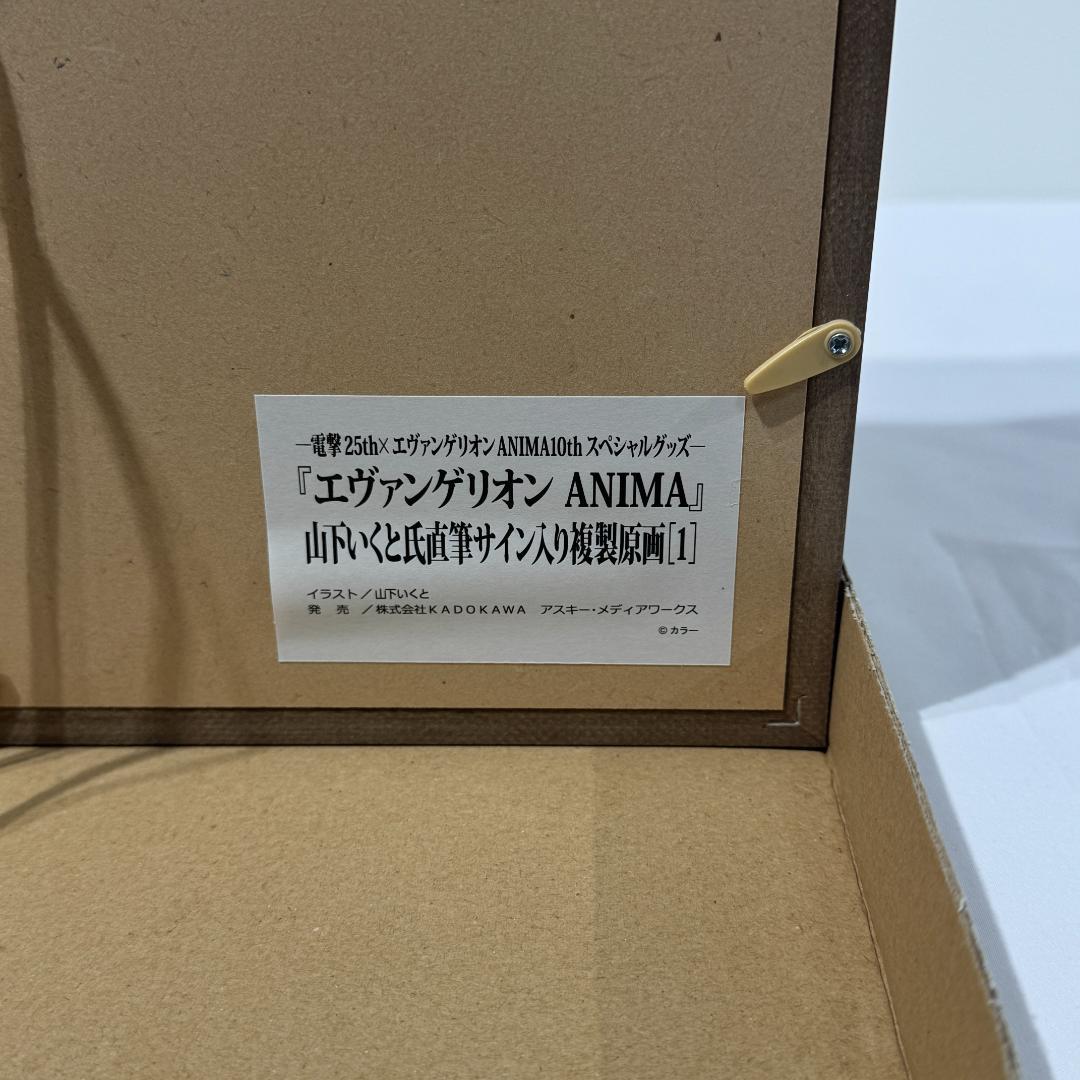 ―電撃25th×エヴァンゲリオンANIMA10th スペシャルグッズ―
『エヴァンゲリオン ANIMA』
山下いくと氏直筆サイン入り複製原画[1]
イラスト／山下いくと
発　売　／株式会社ＫＡＤＯＫＡＷＡ　アスキー・メディアワークス
©カラー